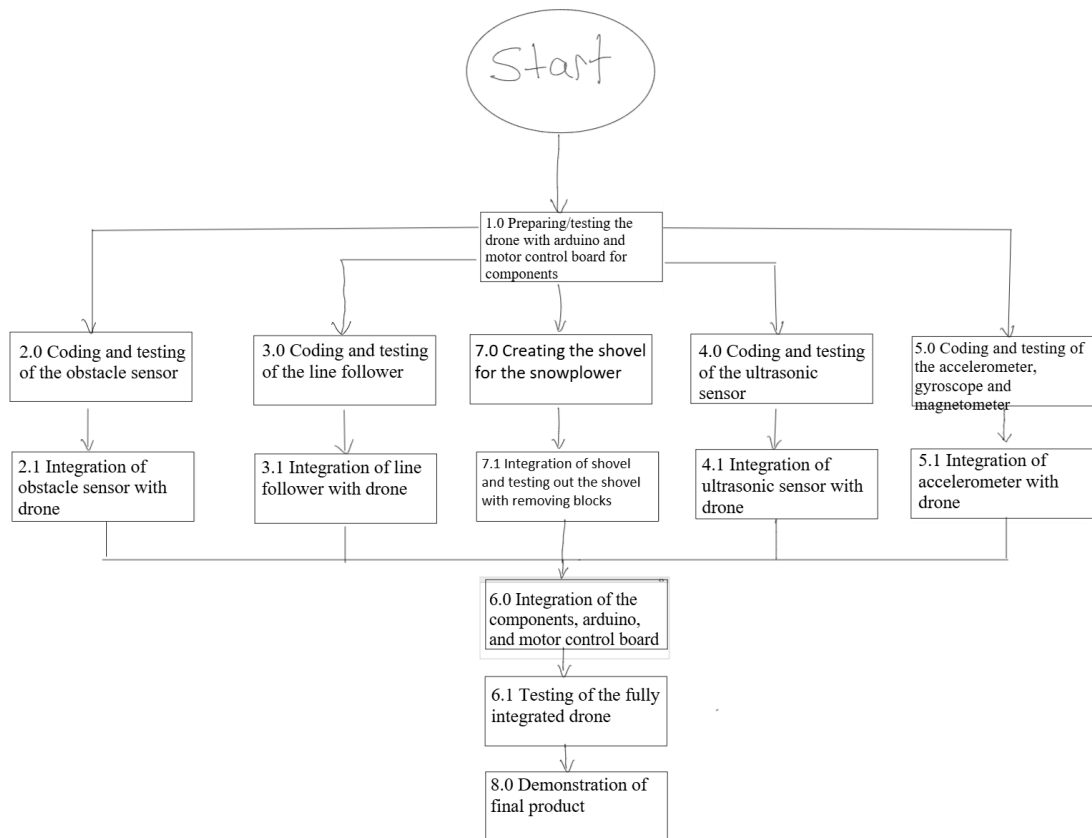 Start
1.0 Preparing/testing the
drone with arduino and
motor control board for
components
2.0 Coding and testing
of the obstacle sensor
3.0 Coding and testing
of the line follower
7.0 Creating the shovel
for the snowplower
4.0 Coding and testing
of the ultrasonic
sensor
5.0 Coding and testing of
the accelerometer,
gyroscope and
magnetometer
2.1 Integration of
obstacle sensor with
drone
3.1 Integration of line
follower with drone
7.1 Integration of shovel
and testing out the shovel
with removing blocks
4.1 Integration of
ultrasonic sensor with
drone
5.1 Integration of
accelerometer with
drone
6.0 Integration of the
components, arduino,
and motor control board
6.1 Testing of the fully
integrated drone
8.0 Demonstration of
final product